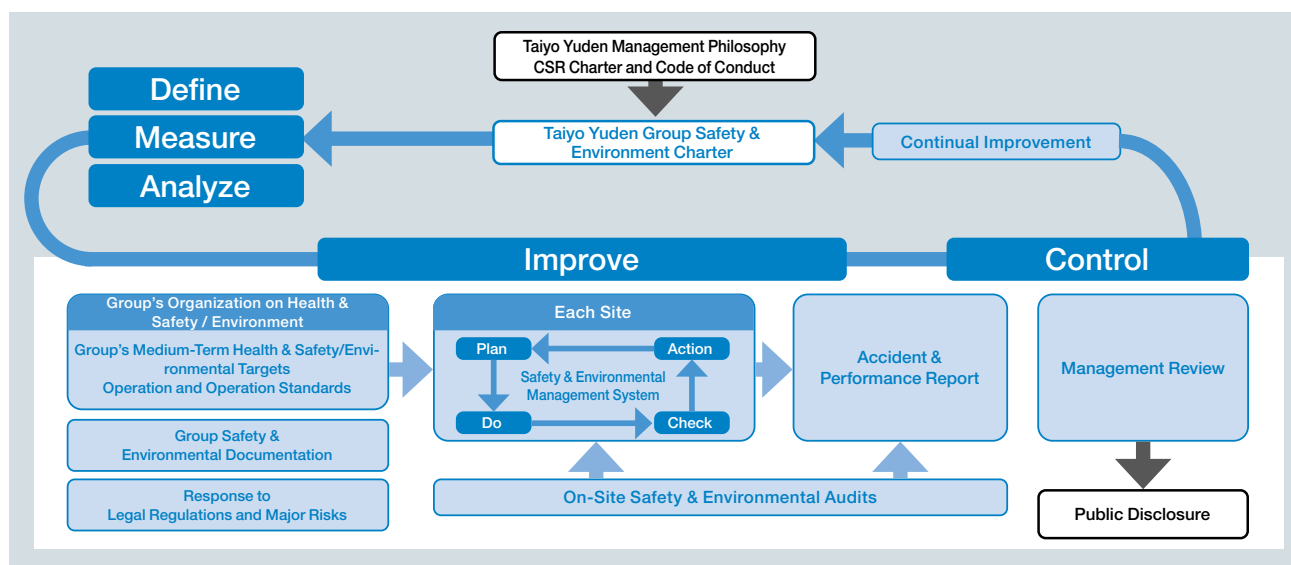 Taiyo Yuden Management Philosophy
CSR Charter and Code of Conduct
Define
Measure
Analyze
Taiyo Yuden Group Safety &
Environment Charter
Continual Improvement
Improve
Control
Group's Organization on Health &
Safety / Environment
Group's Medium-Term Health & Safety/Envi-
ronmental Targets
Operation and Operation Standards
Group Safety &
Environmental Documentation
Response to
Legal Regulations and Major Risks
Each Site
Plan
Action
Safety & Environmental
Management System
Do
Check
Accident &
Performance Report
On-Site Safety & Environmental Audits
Management Review
Public Disclosure